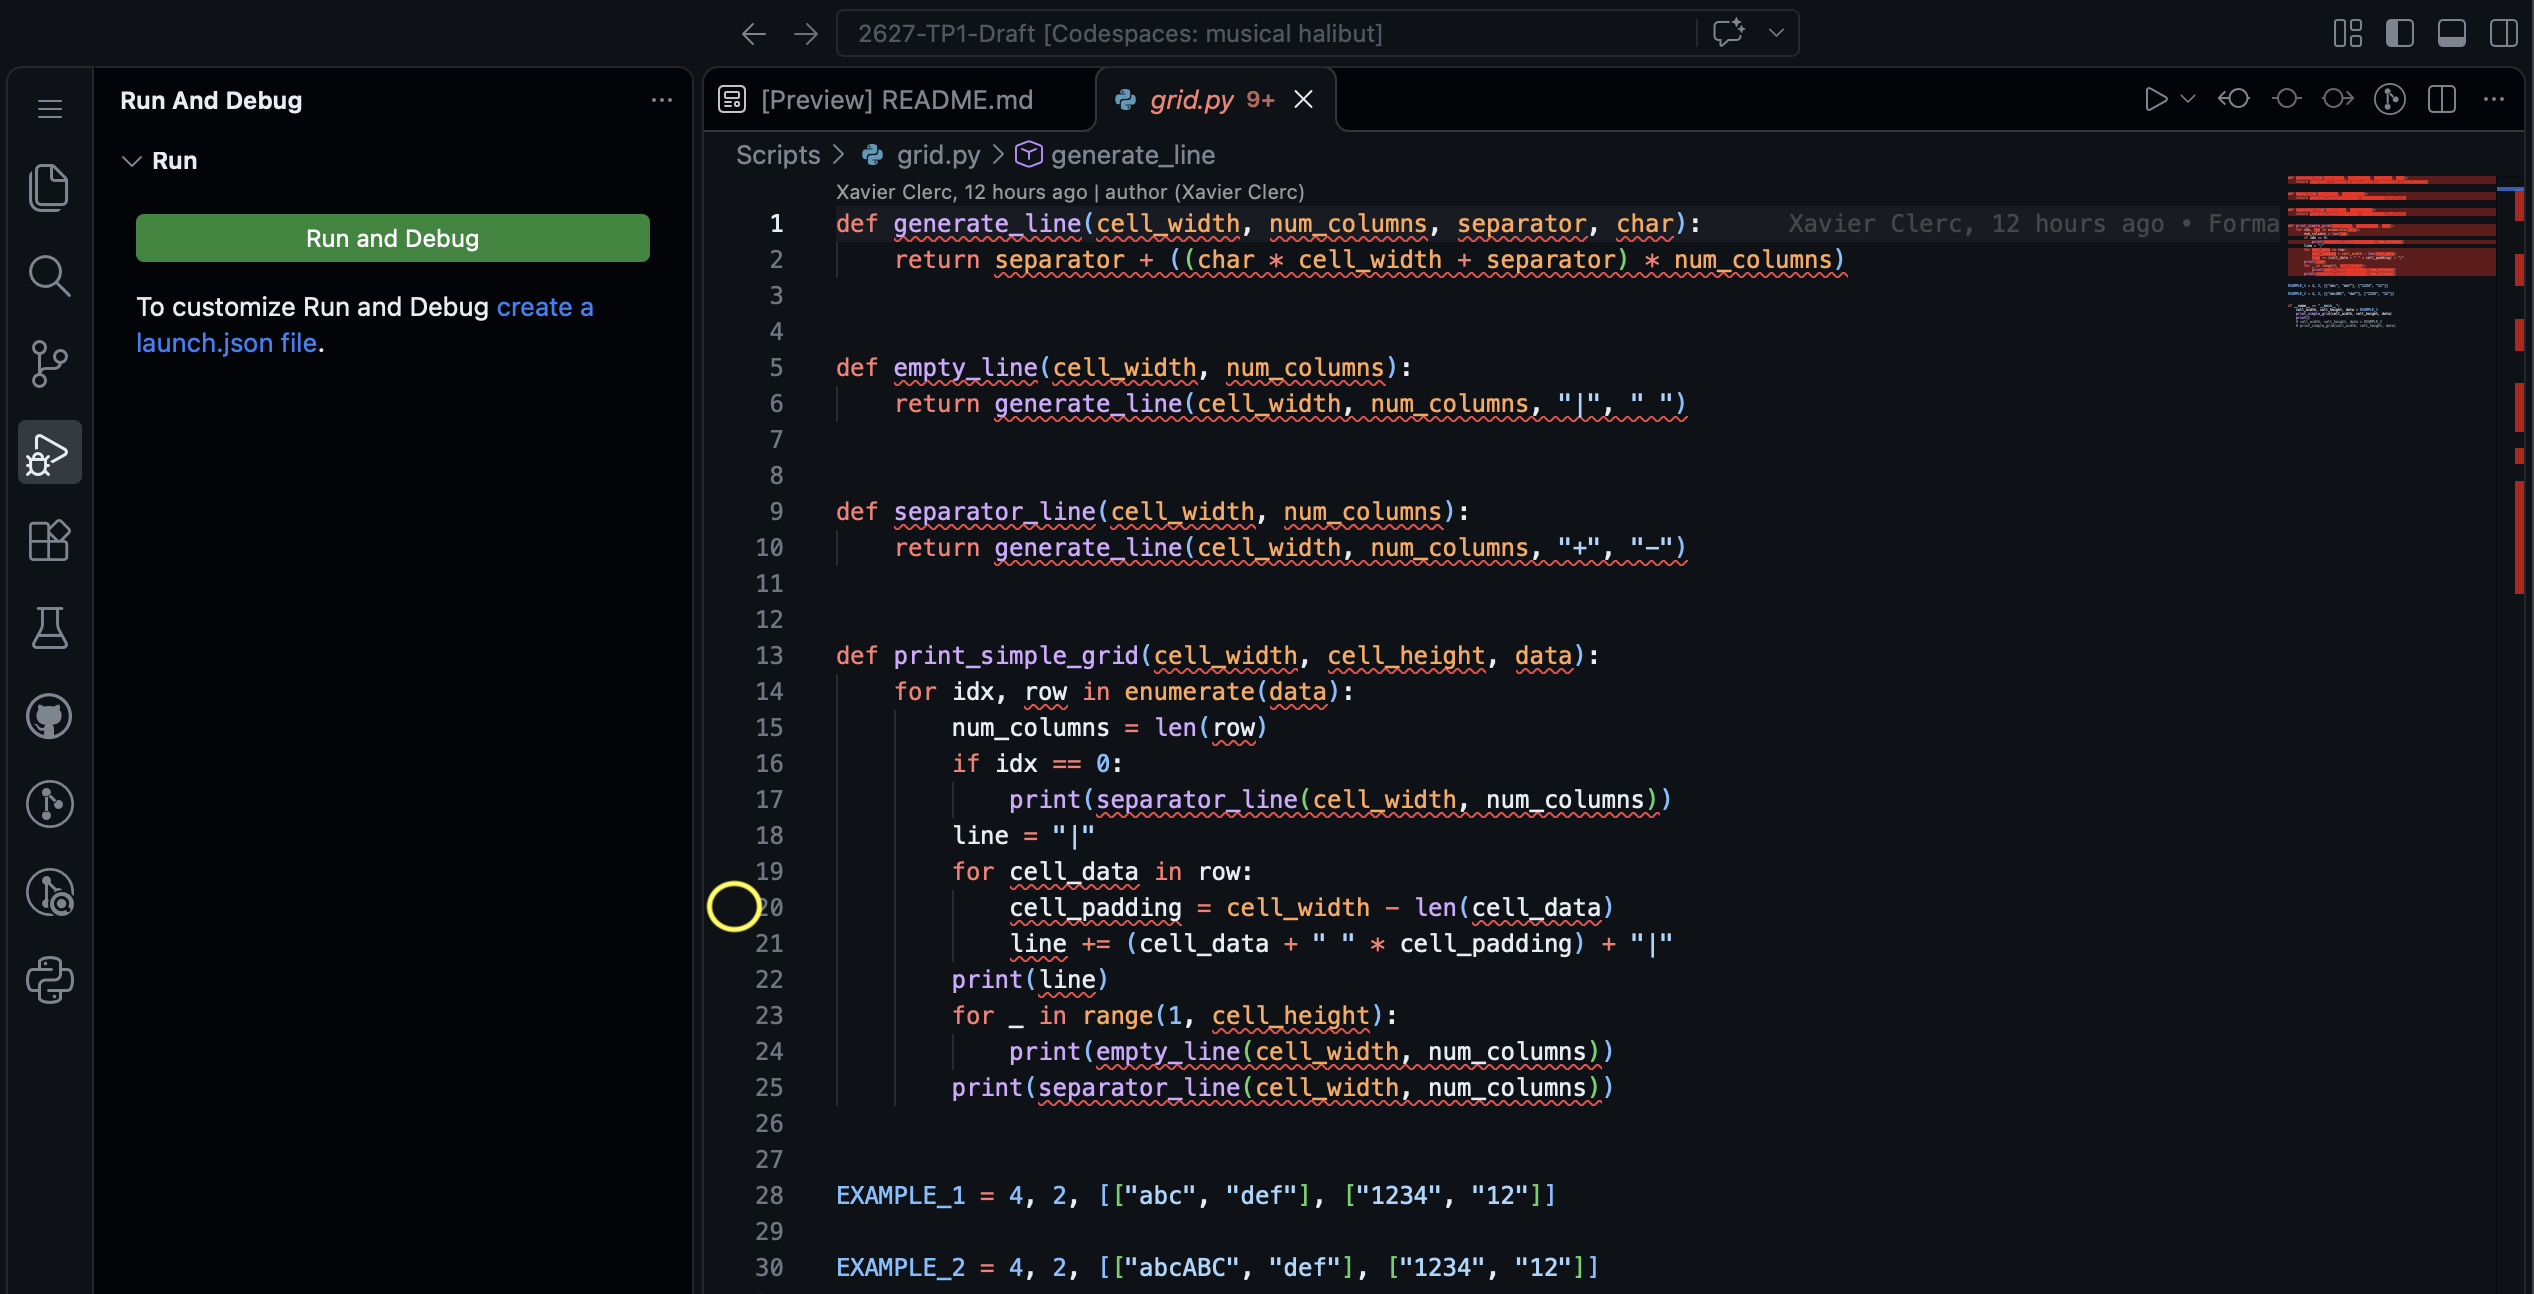 2627-TP1-Draft [Codespaces: musical halibut]
Run And Debug
Run
Run and Debug
To customize Run and Debug create a
launch.json file.
[Preview] README.md
grid.py 9+
Scripts > grid.py > generate_line
Xavier Clerc, 12 hours ago | author (Xavier Clerc)
1 def generate_line(cell_width, num_columns, separator, char): Xavier Clerc, 12 hours ago • Forma
2     return separator + ((char * cell_width + separator) * num_columns)
3
4
5 def empty_line(cell_width, num_columns):
6     return generate_line(cell_width, num_columns, "|", " ")
7
8
9 def separator_line(cell_width, num_columns):
10     return generate_line(cell_width, num_columns, "+", "-")
11
12
13 def print_simple_grid(cell_width, cell_height, data):
14     for idx, row in enumerate(data):
15         num_columns = len(row)
16         if idx == 0:
17             print(separator_line(cell_width, num_columns))
18         line = "|"
19         for cell_data in row:
20             cell_padding = cell_width - len(cell_data)
21             line += (cell_data + " " * cell_padding) + "|"
22         print(line)
23         for _ in range(1, cell_height):
24             print(empty_line(cell_width, num_columns))
25         print(separator_line(cell_width, num_columns))
26
27
28 EXAMPLE_1 = 4, 2, [["abc", "def"], ["1234", "12"]]
29
30 EXAMPLE_2 = 4, 2, [["abcABC", "def"], ["1234", "12"]]